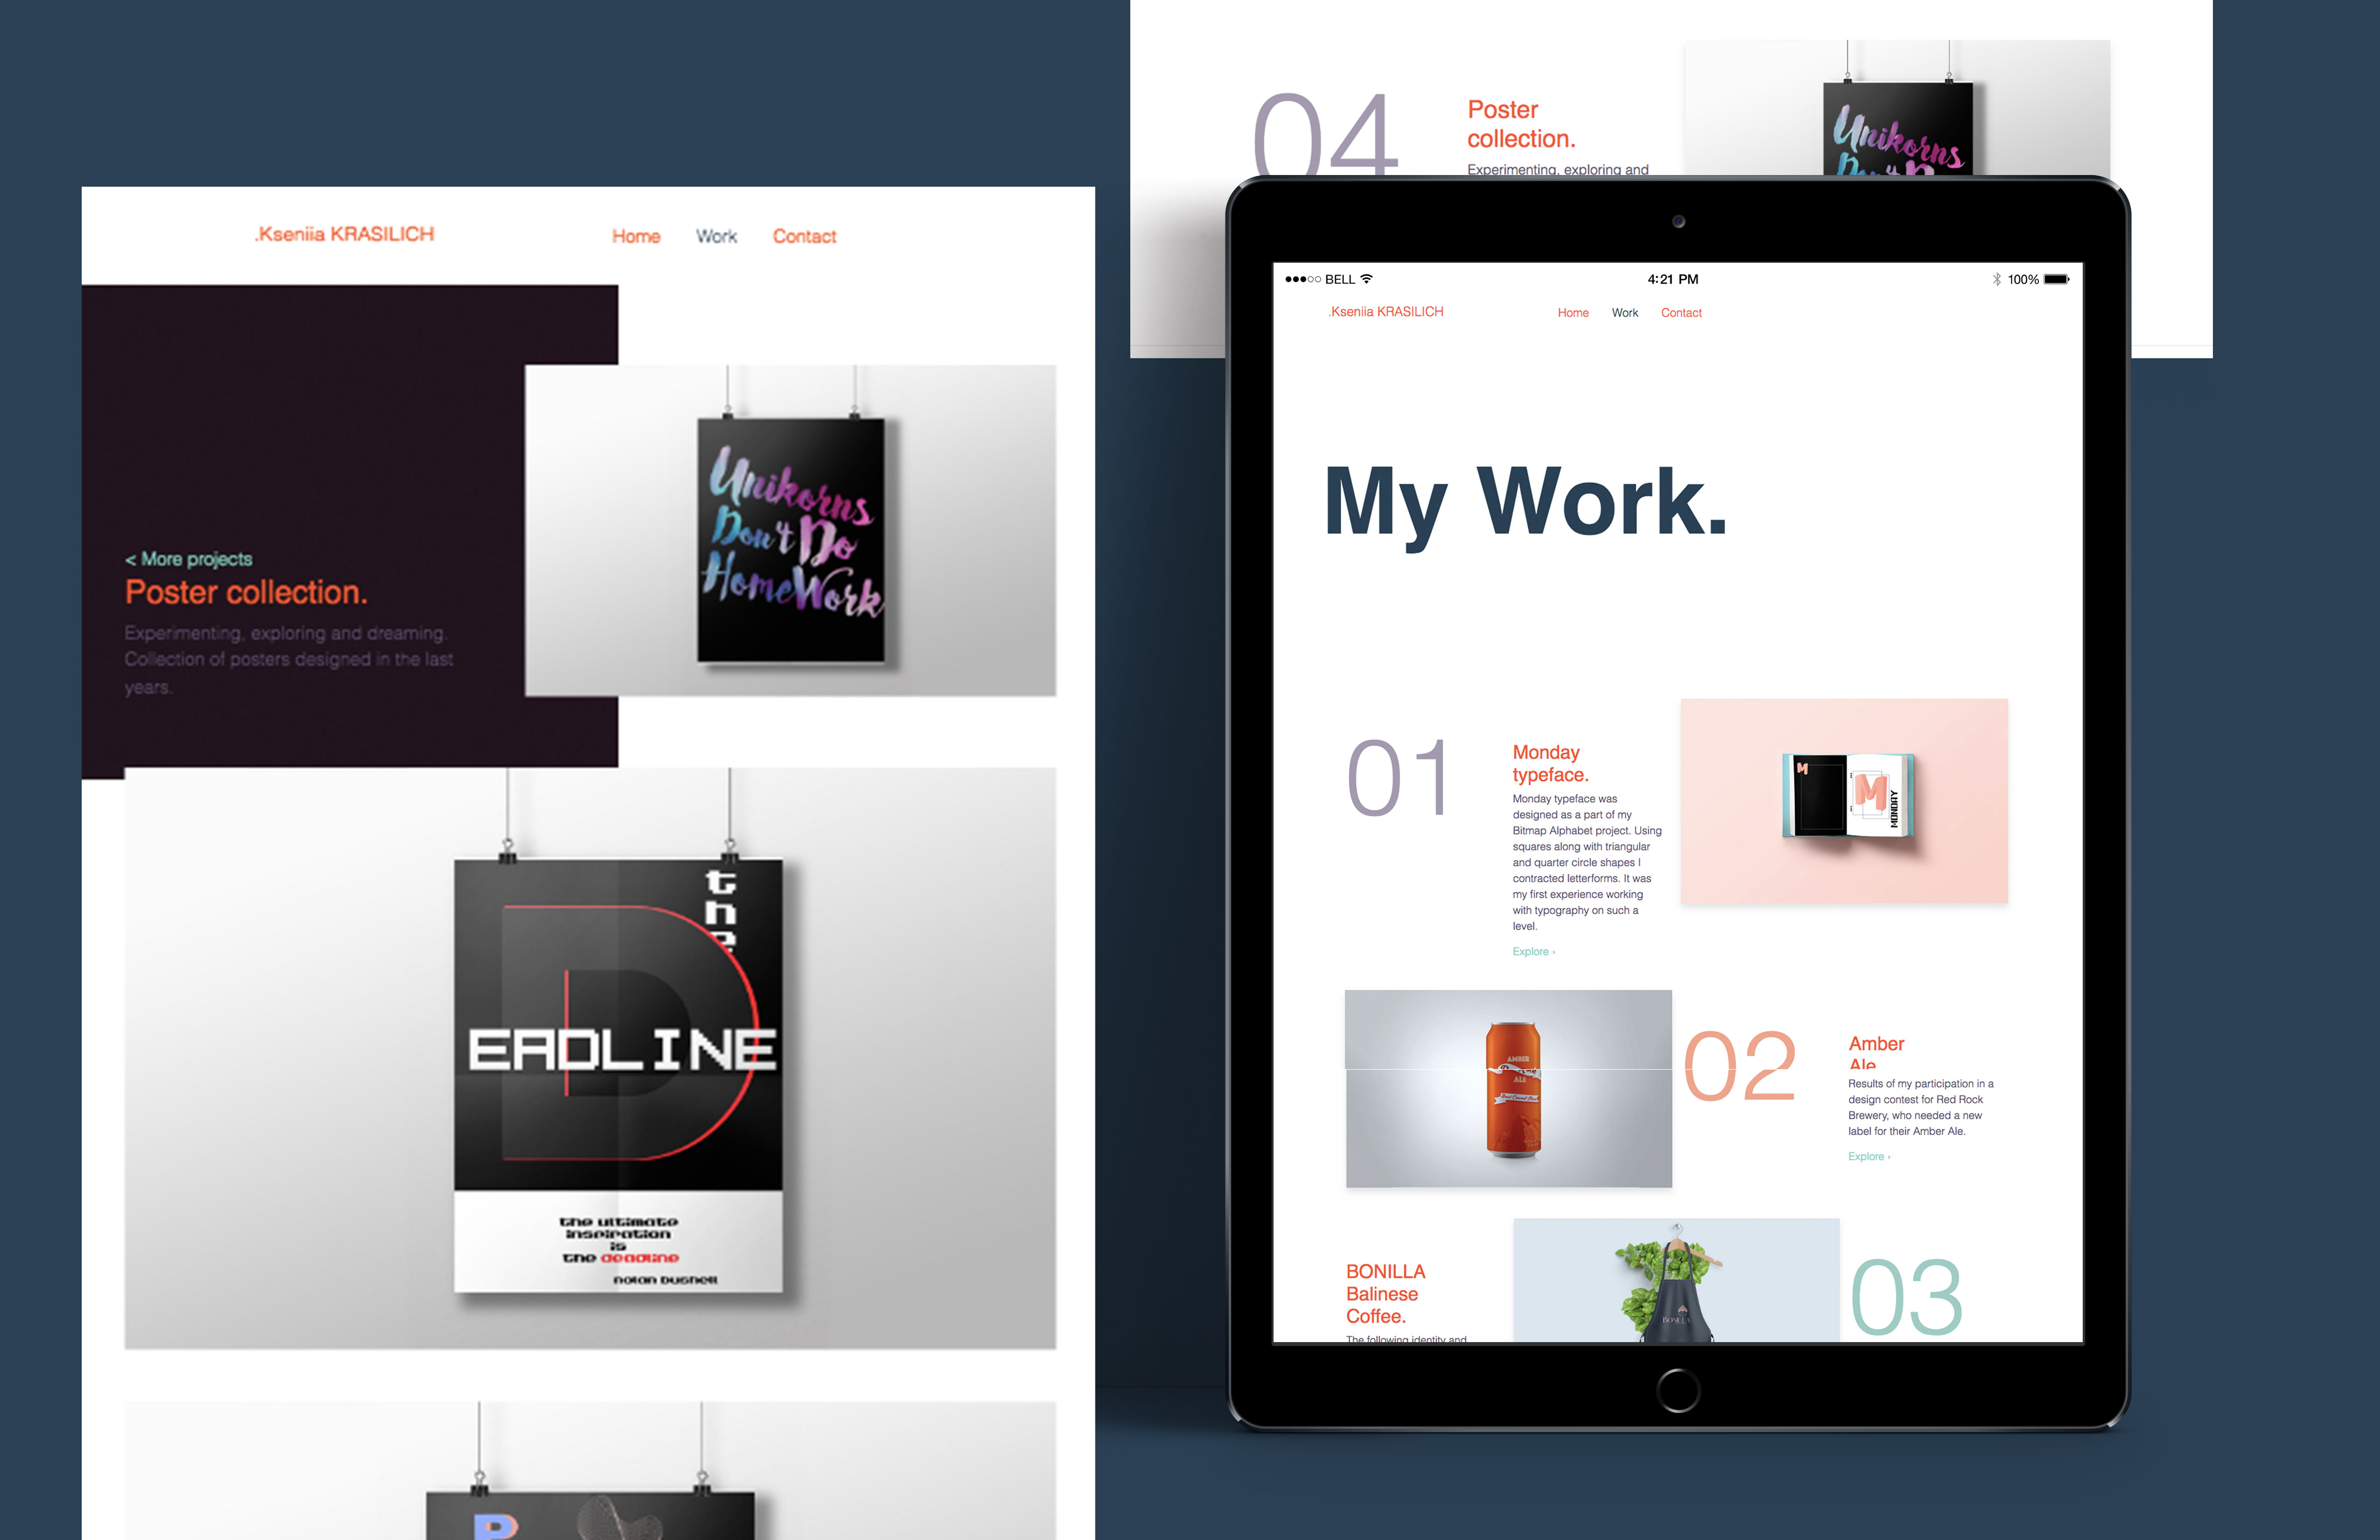 .Kseniia KRASILICH
Home Work Contact
< More projects
Poster collection.
Experimenting, exploring and dreaming.
Collection of posters designed in the last
years.
Unikorns
Don't Do
HomeWork
the
D
EADLINE
the ultimate
inspiration
is
the deadline
nolan bushell
P
04
Poster
collection.
Experimenting, exploring and
Unikorns
Don't D
BELL
4:21 PM
100%
.Kseniia KRASILICH
Home Work Contact
My Work.
01
Monday
typeface.
Monday typeface was
designed as a part of my
Bitmap Alphabet project. Using
squares along with triangular
and quarter circle shapes I
contracted letterforms. It was
my first experience working
with typography on such a
level.
Explore ›
M
M
MONDAY
AMBER
ALE
02
Amber
Ale
Results of my participation in a
design contest for Red Rock
Brewery, who needed a new
label for their Amber Ale.
Explore ›
BONILLA
Balinese
Coffee.
The following identity and
BONILLA
03